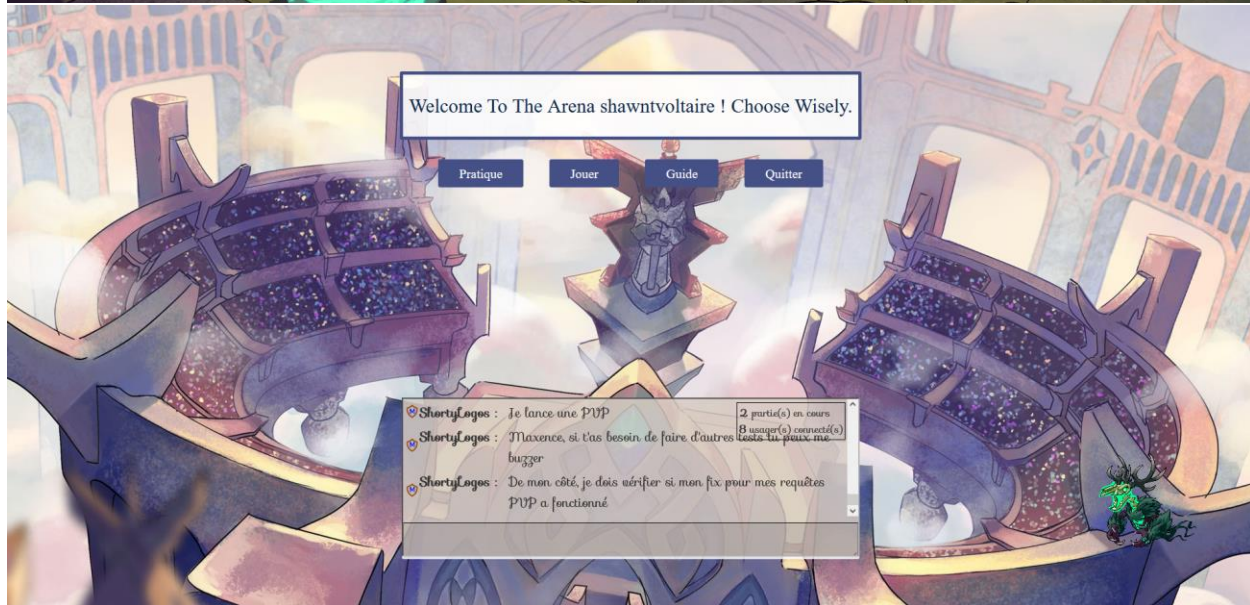 Welcome To The Arena shawntvoltaire ! Choose Wisely.
Pratique Jouer Guide Quitter
2 partie(s) en cours
8 usager(s) connecté(s)
ShortyLogos : Je lance une PVP
ShortyLogos : Maxence, si t'as besoin de faire d'autres tests tu peux me
buzzer
ShortyLogos : De mon côté, je dois vérifier si mon fix pour mes requêtes
PVP a fonctionné